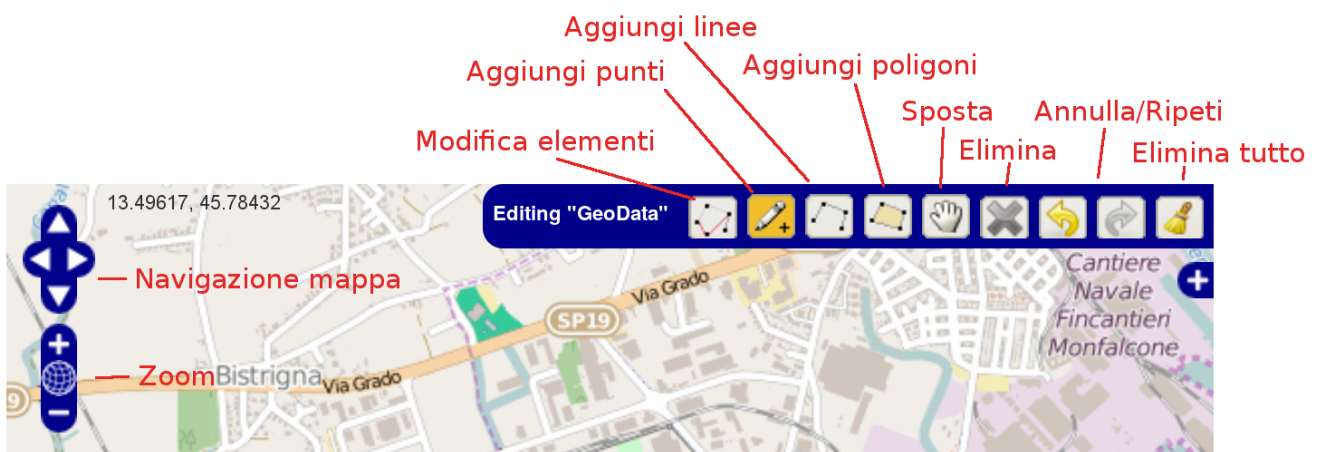 Aggiungi linee
Aggiungi punti
Aggiungi poligoni
Sposta
Annulla/Ripeti
Modifica elementi
Elimina
Elimina tutto
13.49617, 45.78432
Editing "GeoData"
Navigazione mappa
Cantiere
Navale
Fincantieri
Monfalcone
Via Grado
SP19
Zoom
Bistrigna
Via Grado
9